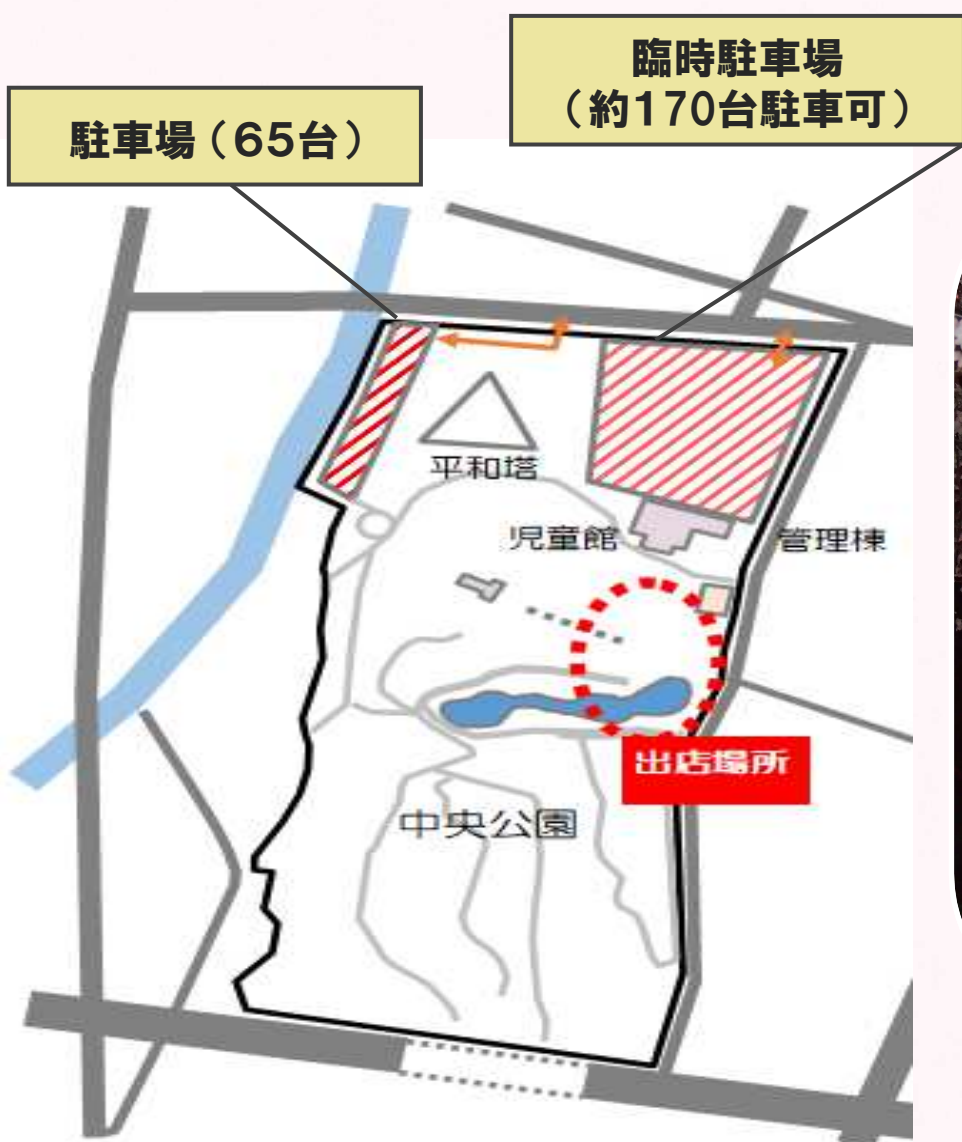 臨時駐車場
（約170台駐車可）
駐車場（65台）
平和塔
児童館
管理棟
出店場所
中央公園